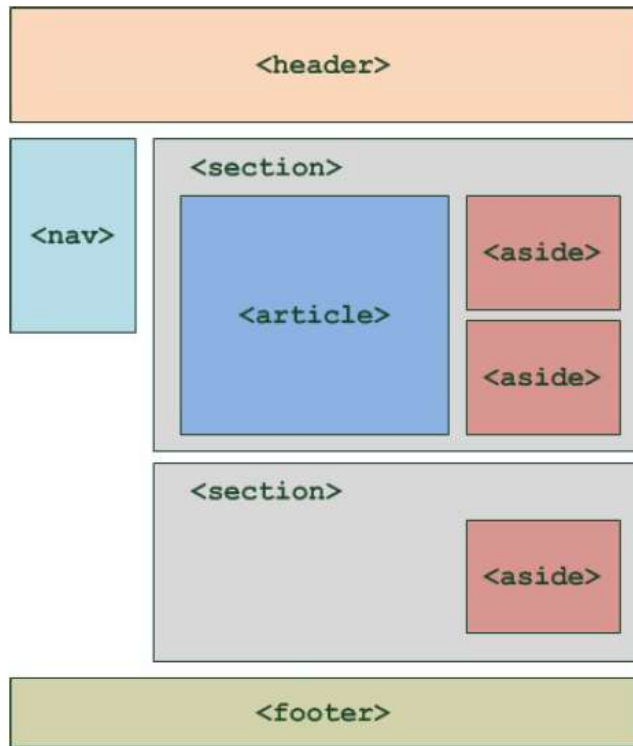 <header>
<nav>
<section>
<article>
<aside>
<aside>
<section>
<aside>
<footer>